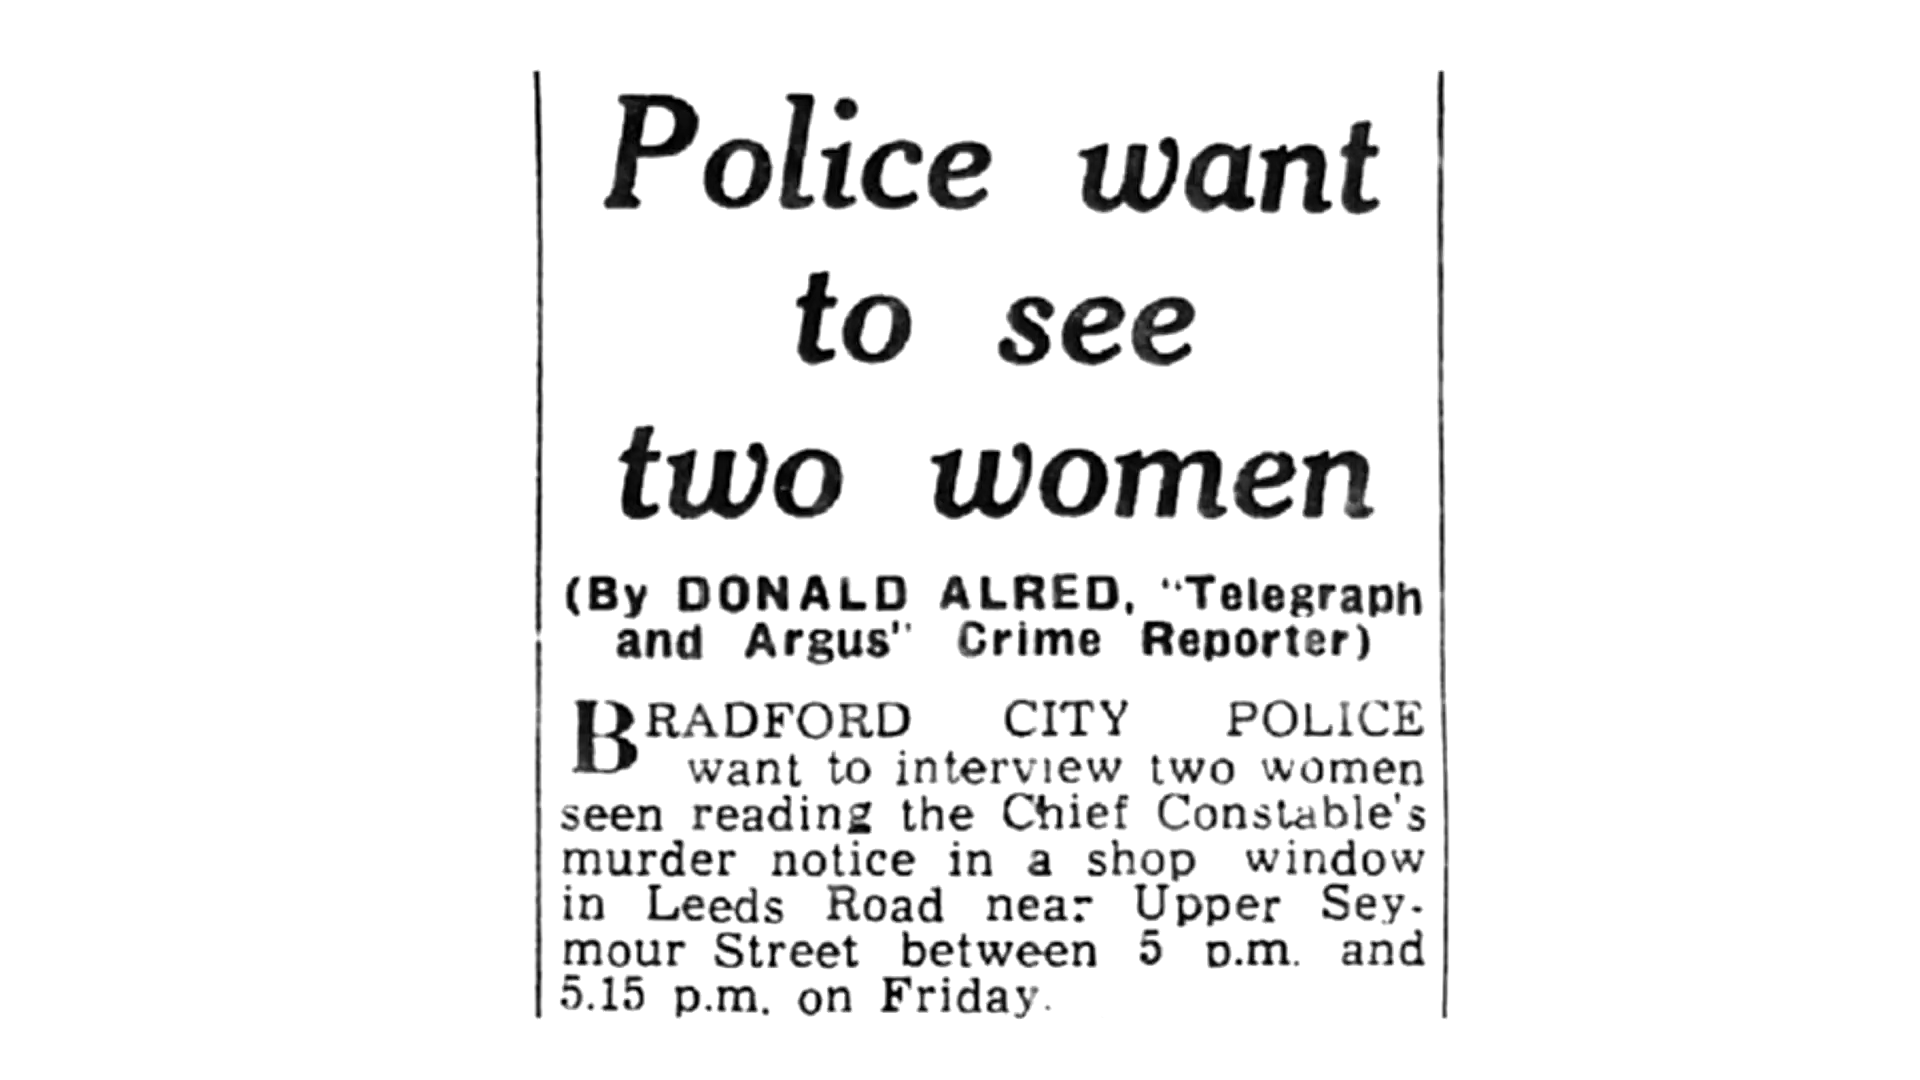 Police want
to see
two women
(By DONALD ALRED, "Telegraph
and Argus" Crime Reporter)
BRADFORD CITY POLICE
want to interview two women
seen reading the Chief Constable's
murder notice in a shop window
in Leeds Road near Upper Sey-
mour Street between 5 p.m. and
5.15 p.m. on Friday.